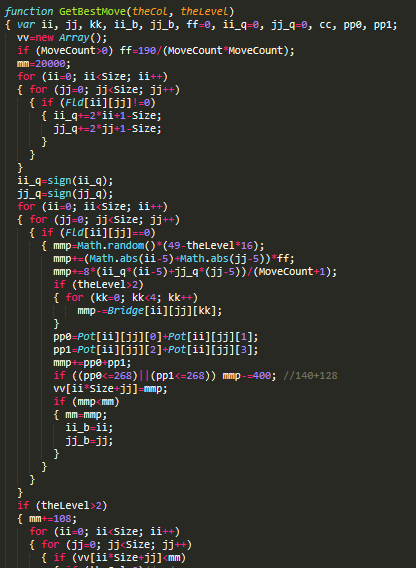 function GetBestMove(theCol, theLevel)
{ var ii, jj, kk, ii_b, jj_b, ff=0, ii_q=0, jj_q=0, cc, pp0, pp1;
vv=new Array();
if (MoveCount>0) ff=190/(MoveCount*MoveCount);
mm=20000;
for (ii=0; ii<Size; ii++)
{ for (jj=0; jj<Size; jj++)
{ if (Fld[ii][jj]!=0)
{ ii_q+=2*ii+1-Size;
jj_q+=2*jj+1-Size;
}
}
}
ii_q=sign(ii_q);
jj_q=sign(jj_q);
for (ii=0; ii<Size; ii++)
{ for (jj=0; jj<Size; jj++)
{ if (Fld[ii][jj]==0)
{ mmp=Math.random()*(49-theLevel*16);
mmp+=(Math.abs(ii-5)+Math.abs(jj-5))*ff;
mmp+=8*(ii_q*(ii-5)+jj_q*(jj-5))/(MoveCount+1);
if (theLevel>2)
{ for (kk=0; kk<4; kk++)
mmp-=Bridge[ii][jj][kk];
}
pp0=Pot[ii][jj][0]+Pot[ii][jj][1];
pp1=Pot[ii][jj][2]+Pot[ii][jj][3];
mmp+=pp0+pp1;
if ((pp0<=268)||(pp1<=268)) mmp-=400; //140+128
vv[ii*Size+jj]=mmp;
if (mmp<mm)
{ mm=mmp;
ii_b=ii;
jj_b=jj;
}
}
}
}
if (theLevel>2)
{ mm+=108;
for (ii=0; ii<Size; ii++)
{ for (jj=0; jj<Size; jj++)
{ if (vv[ii*Size+jj]<mm)